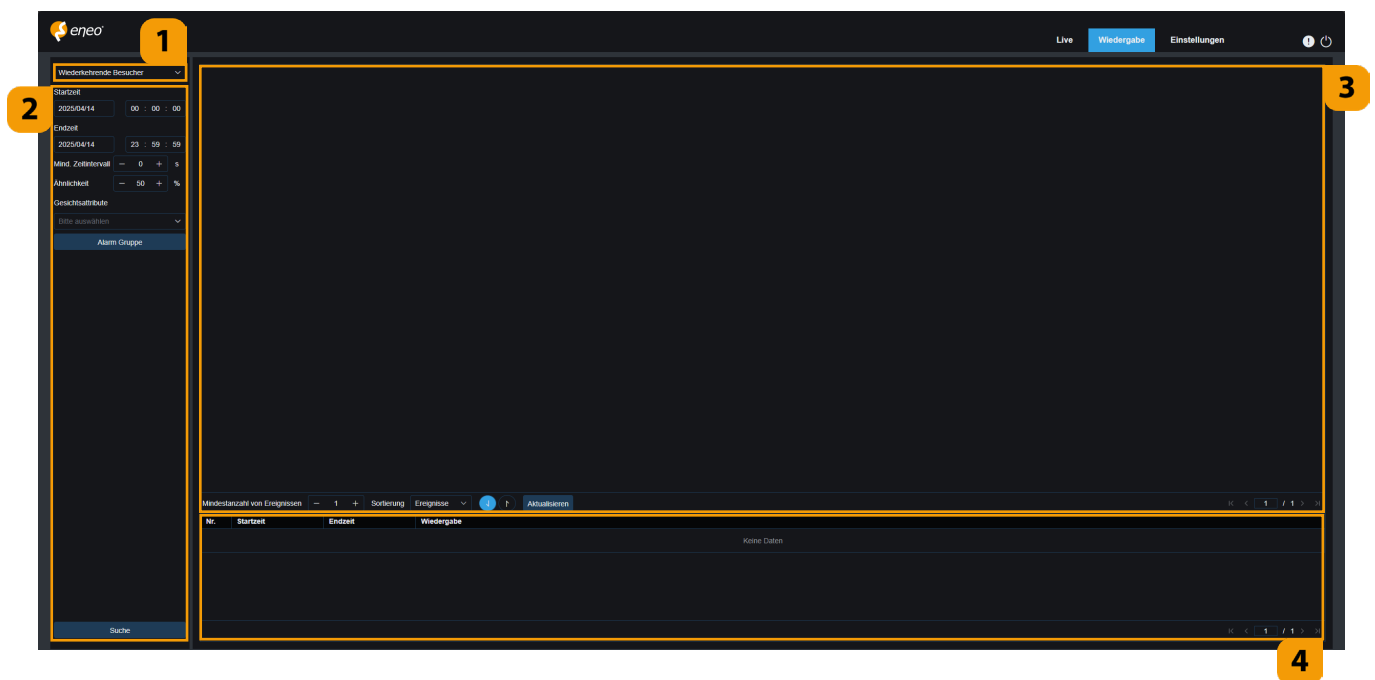 eneo
1
Live Wiedergabe Einstellungen
Wiederkehrende Besucher
3
2
Startzeit
2025/04/14 00 : 00 : 00
Endzeit
2025/04/14 23 : 59 : 59
Mind. Zeitintervall − 0 + s
Ähnlichkeit − 50 + %
Gesichtsattribute
Bitte auswählen
Alarm Gruppe
Mindestanzahl von Ereignissen − 1 + Sortierung Ereignisse Aktualisieren 1 / 1
Nr. Startzeit Endzeit Wiedergabe
Keine Daten
Suche 1 / 1
4